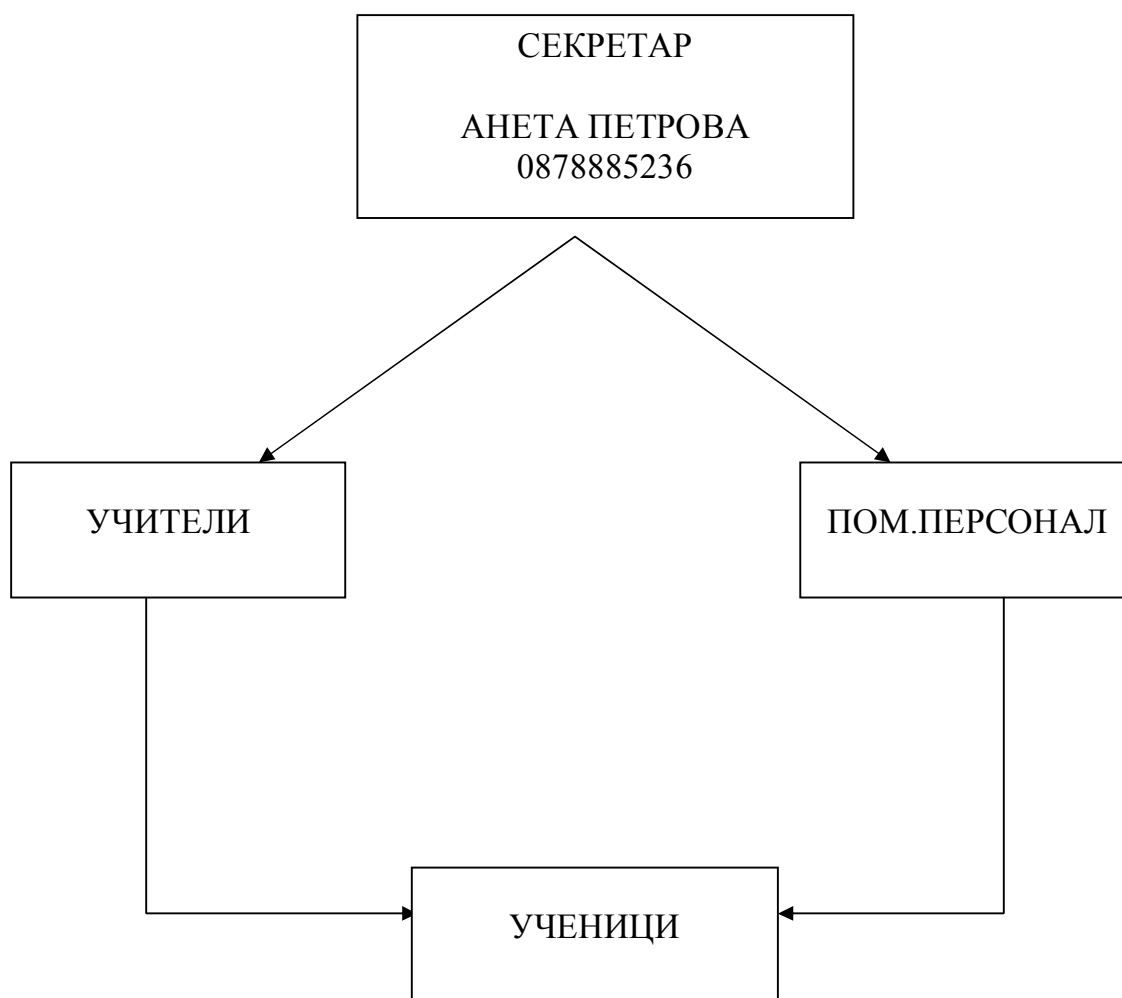 СЕКРЕТАР
АНЕТА ПЕТРОВА
0878885236
УЧИТЕЛИ
ПОМ.ПЕРСОНАЛ
УЧЕНИЦИ